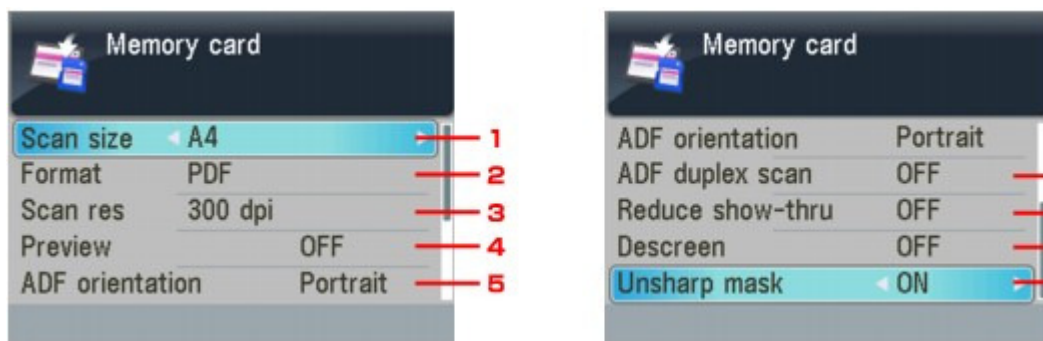 Memory card
Scan size A4 1
Format PDF 2
Scan res 300 dpi 3
Preview OFF 4
ADF orientation Portrait 5
Memory card
ADF orientation Portrait
ADF duplex scan OFF
Reduce show-thru OFF
Descreen OFF
Unsharp mask ON